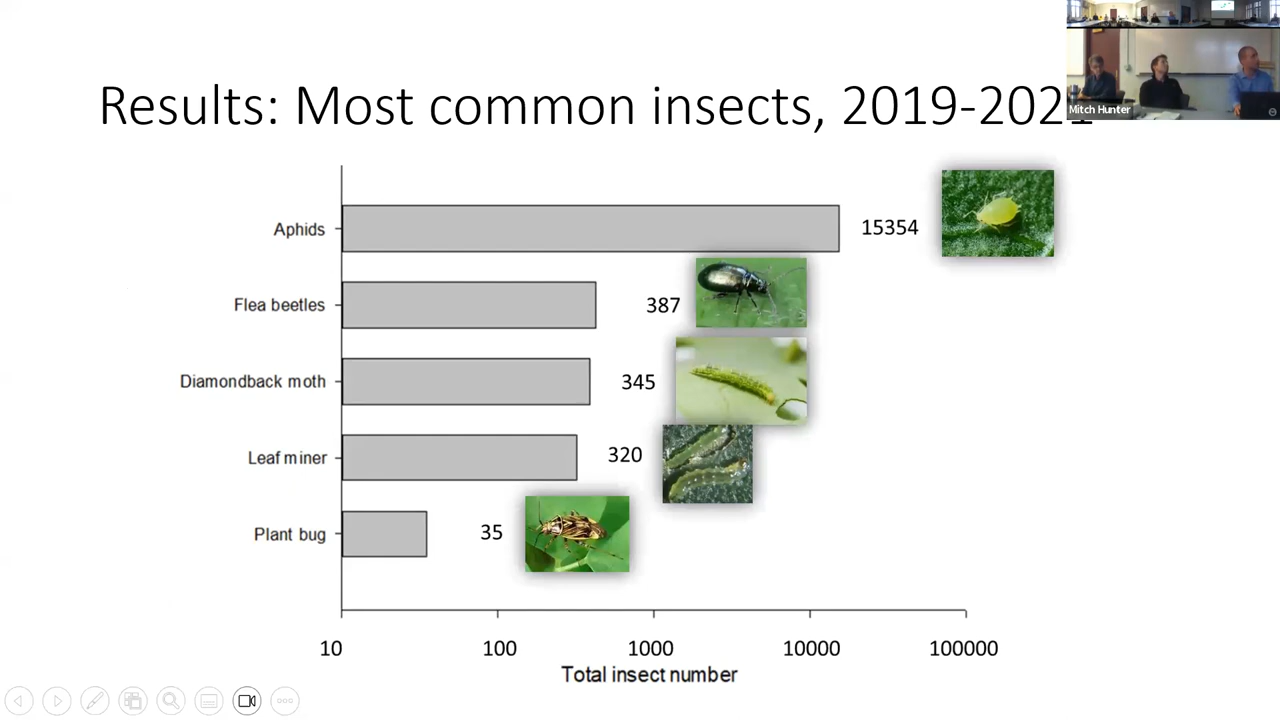 Results: Most common insects, 2019-2021
Mitch Hunter
Aphids
15354
Flea beetles
387
Diamondback moth
345
Leaf miner
320
Plant bug
35
10
100
1000
10000
100000
Total insect number